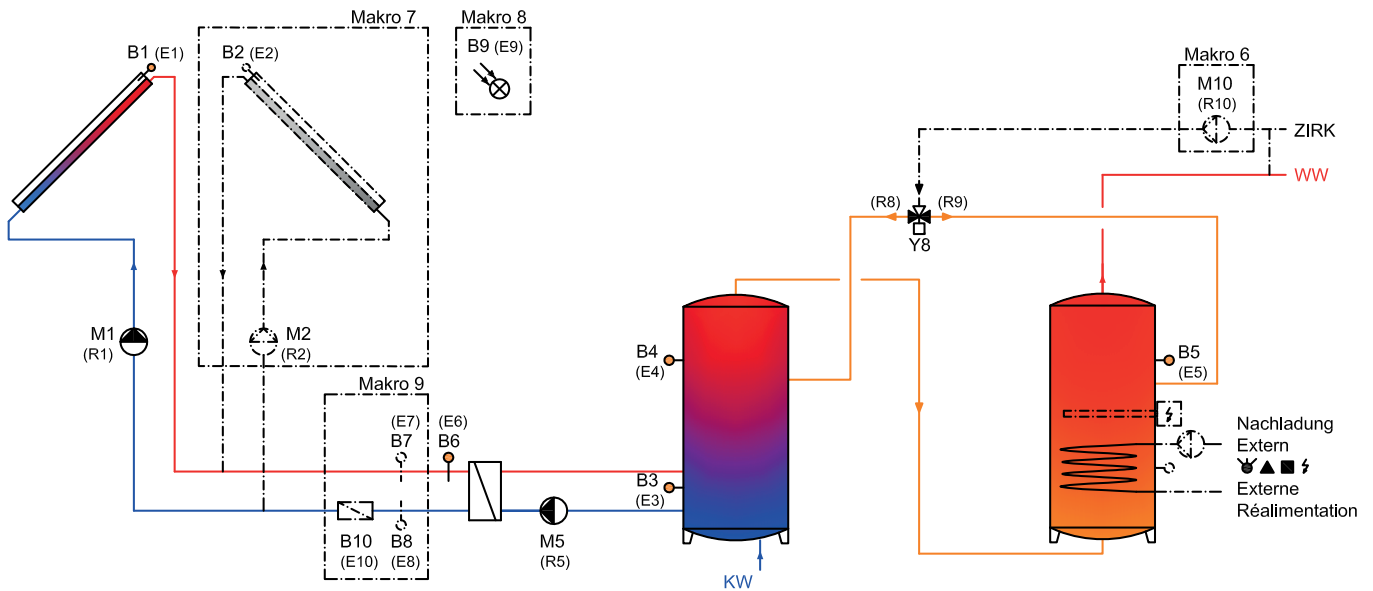 Makro 7
Makro 8
B1 (E1)
B2 (E2)
B9 (E9)
Makro 6
M10
(R10)
ZIRK
WW
(R8)
(R9)
Y8
M1
(R1)
M2
(R2)
B4
(E4)
B5
(E5)
Makro 9
(E7)
B7
(E6)
B6
Nachladung
Extern
B3
(E3)
Externe
Réalimentation
B10
(E10)
B8
(E8)
M5
(R5)
KW